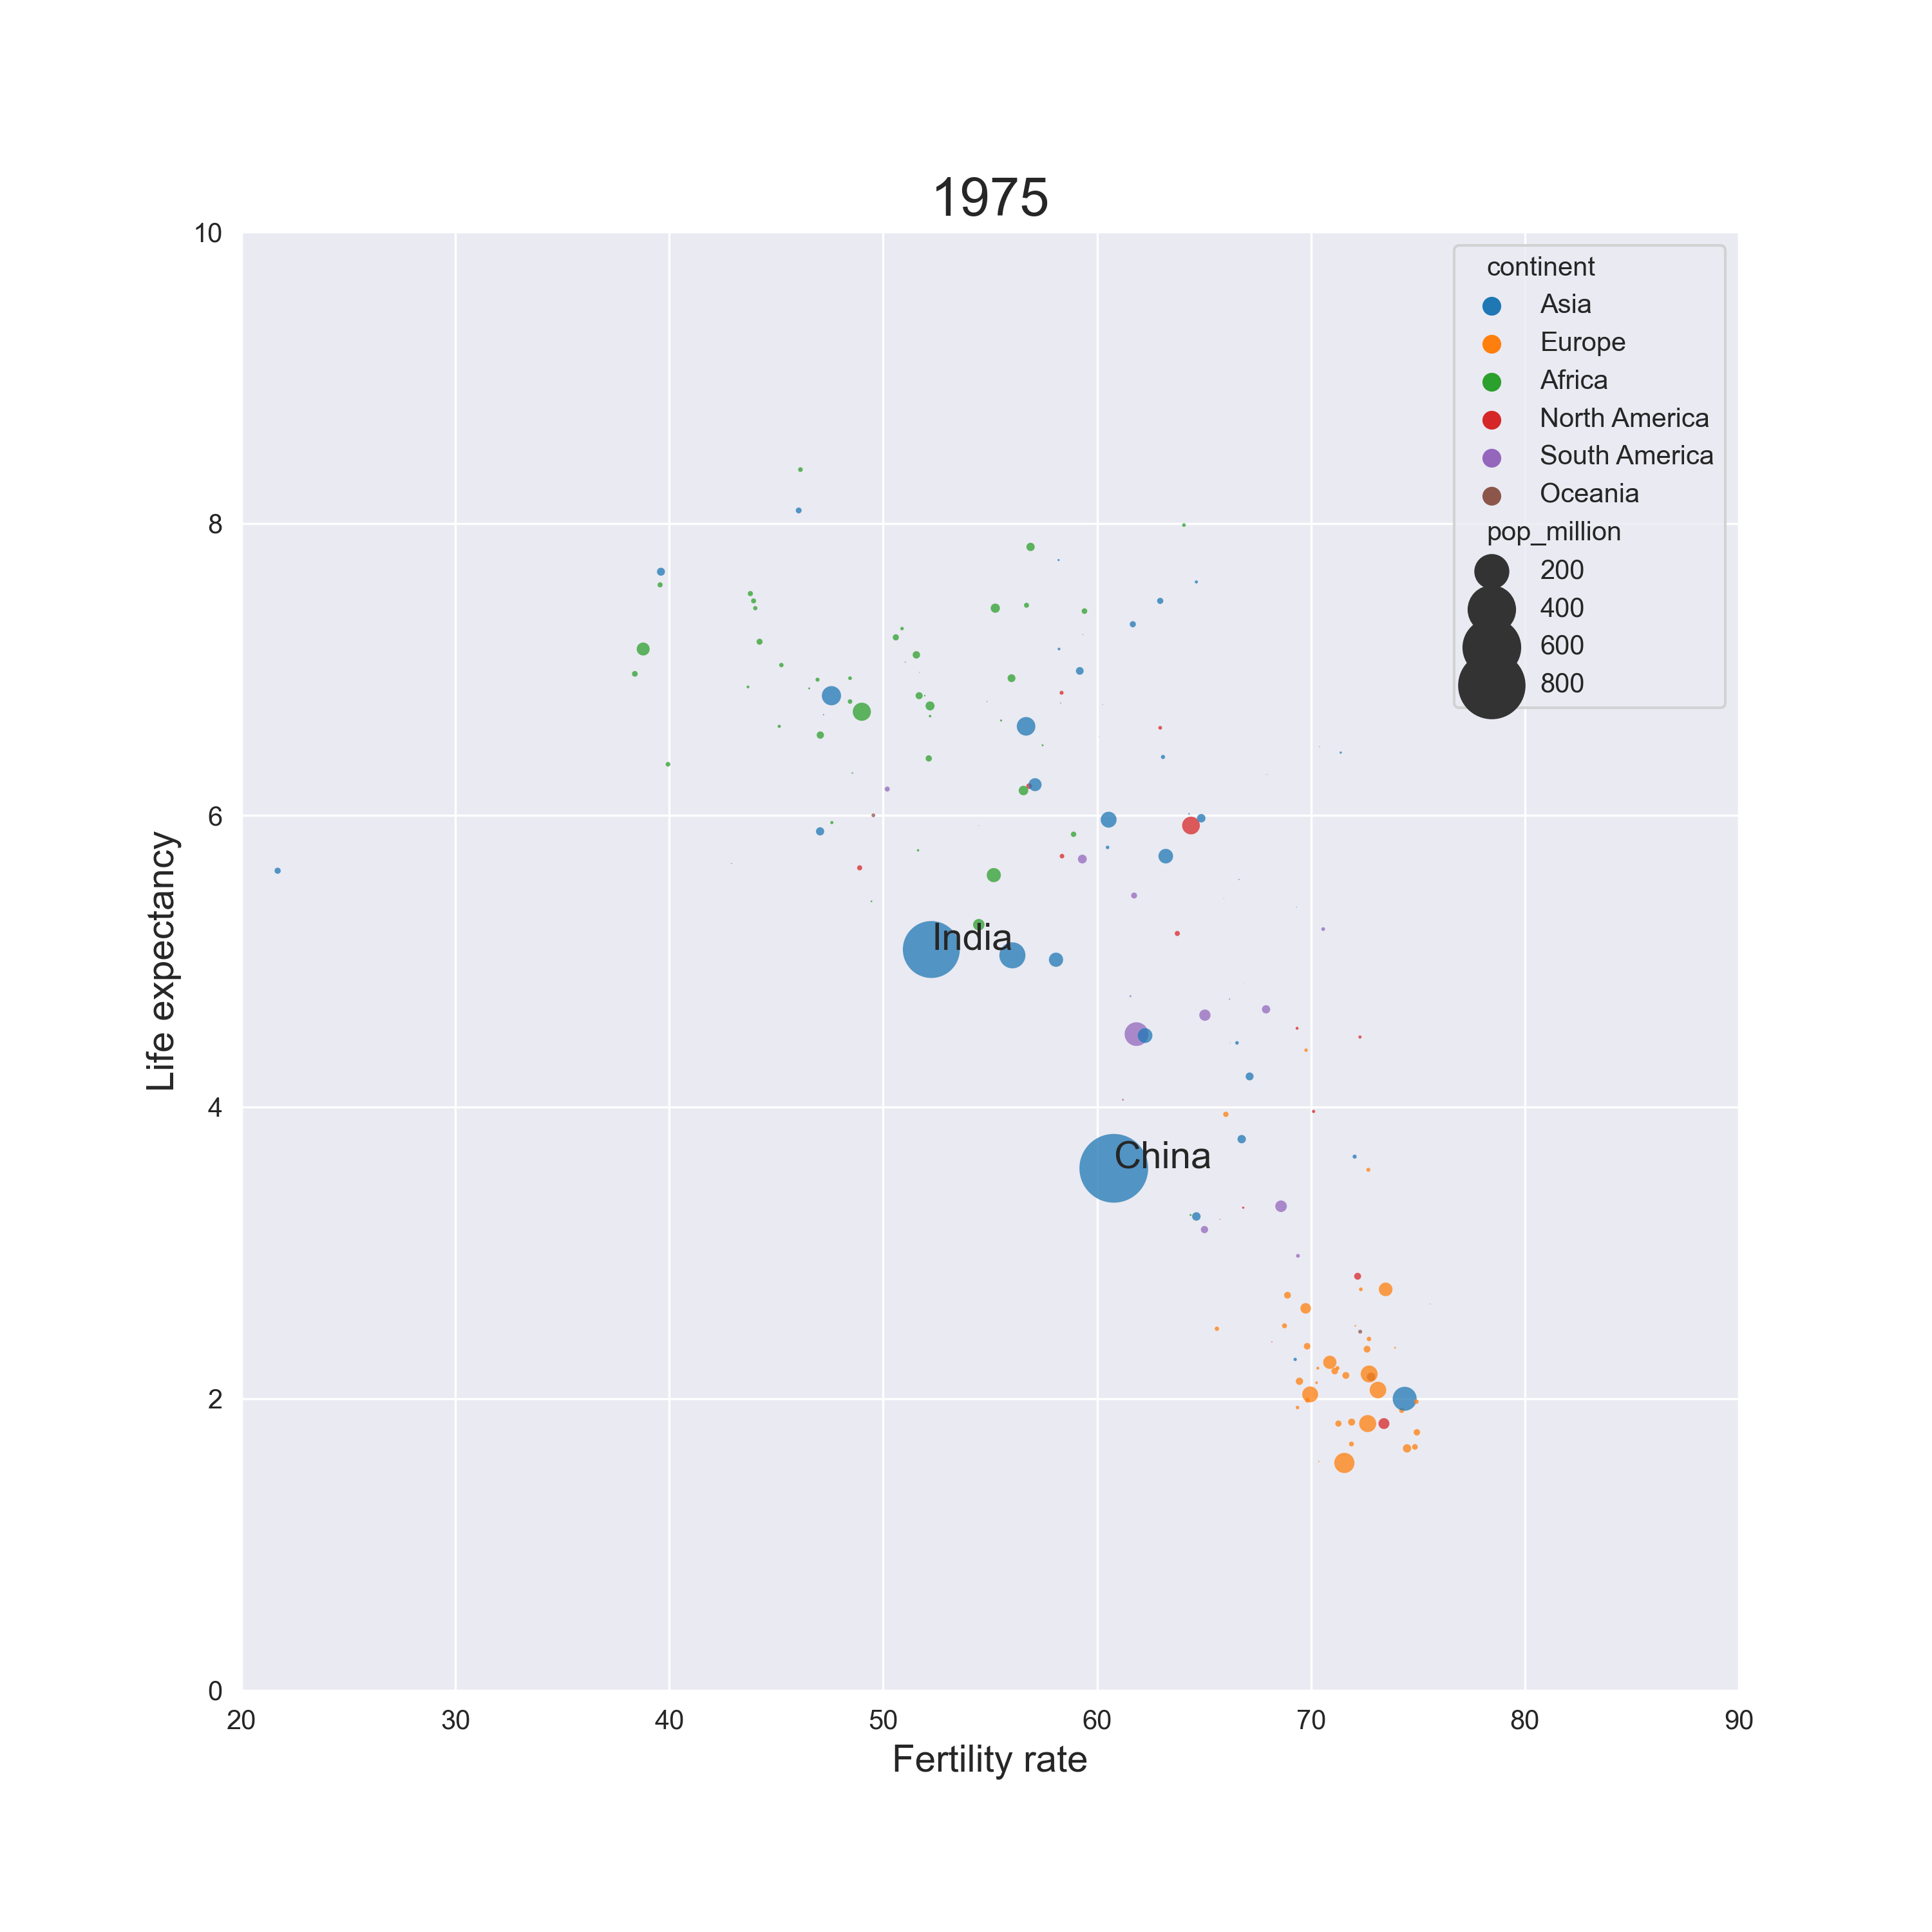 1975
10
8
6
4
2
0
Life expectancy
20 30 40 50 60 70 80 90
Fertility rate
India
China
continent
Asia
Europe
Africa
North America
South America
Oceania
pop_million
200
400
600
800